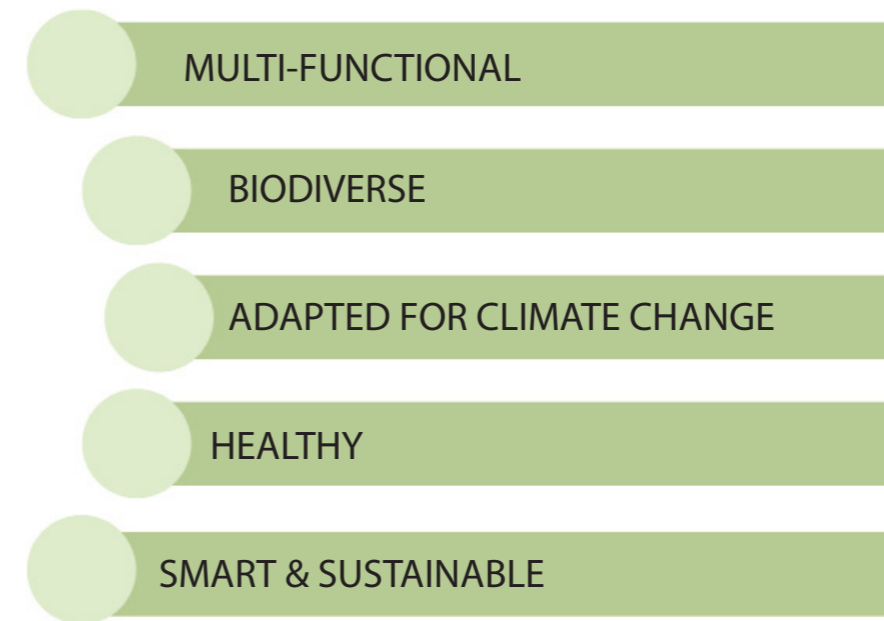 MULTI-FUNCTIONAL
BIODIVERSE
ADAPTED FOR CLIMATE CHANGE
HEALTHY
SMART & SUSTAINABLE